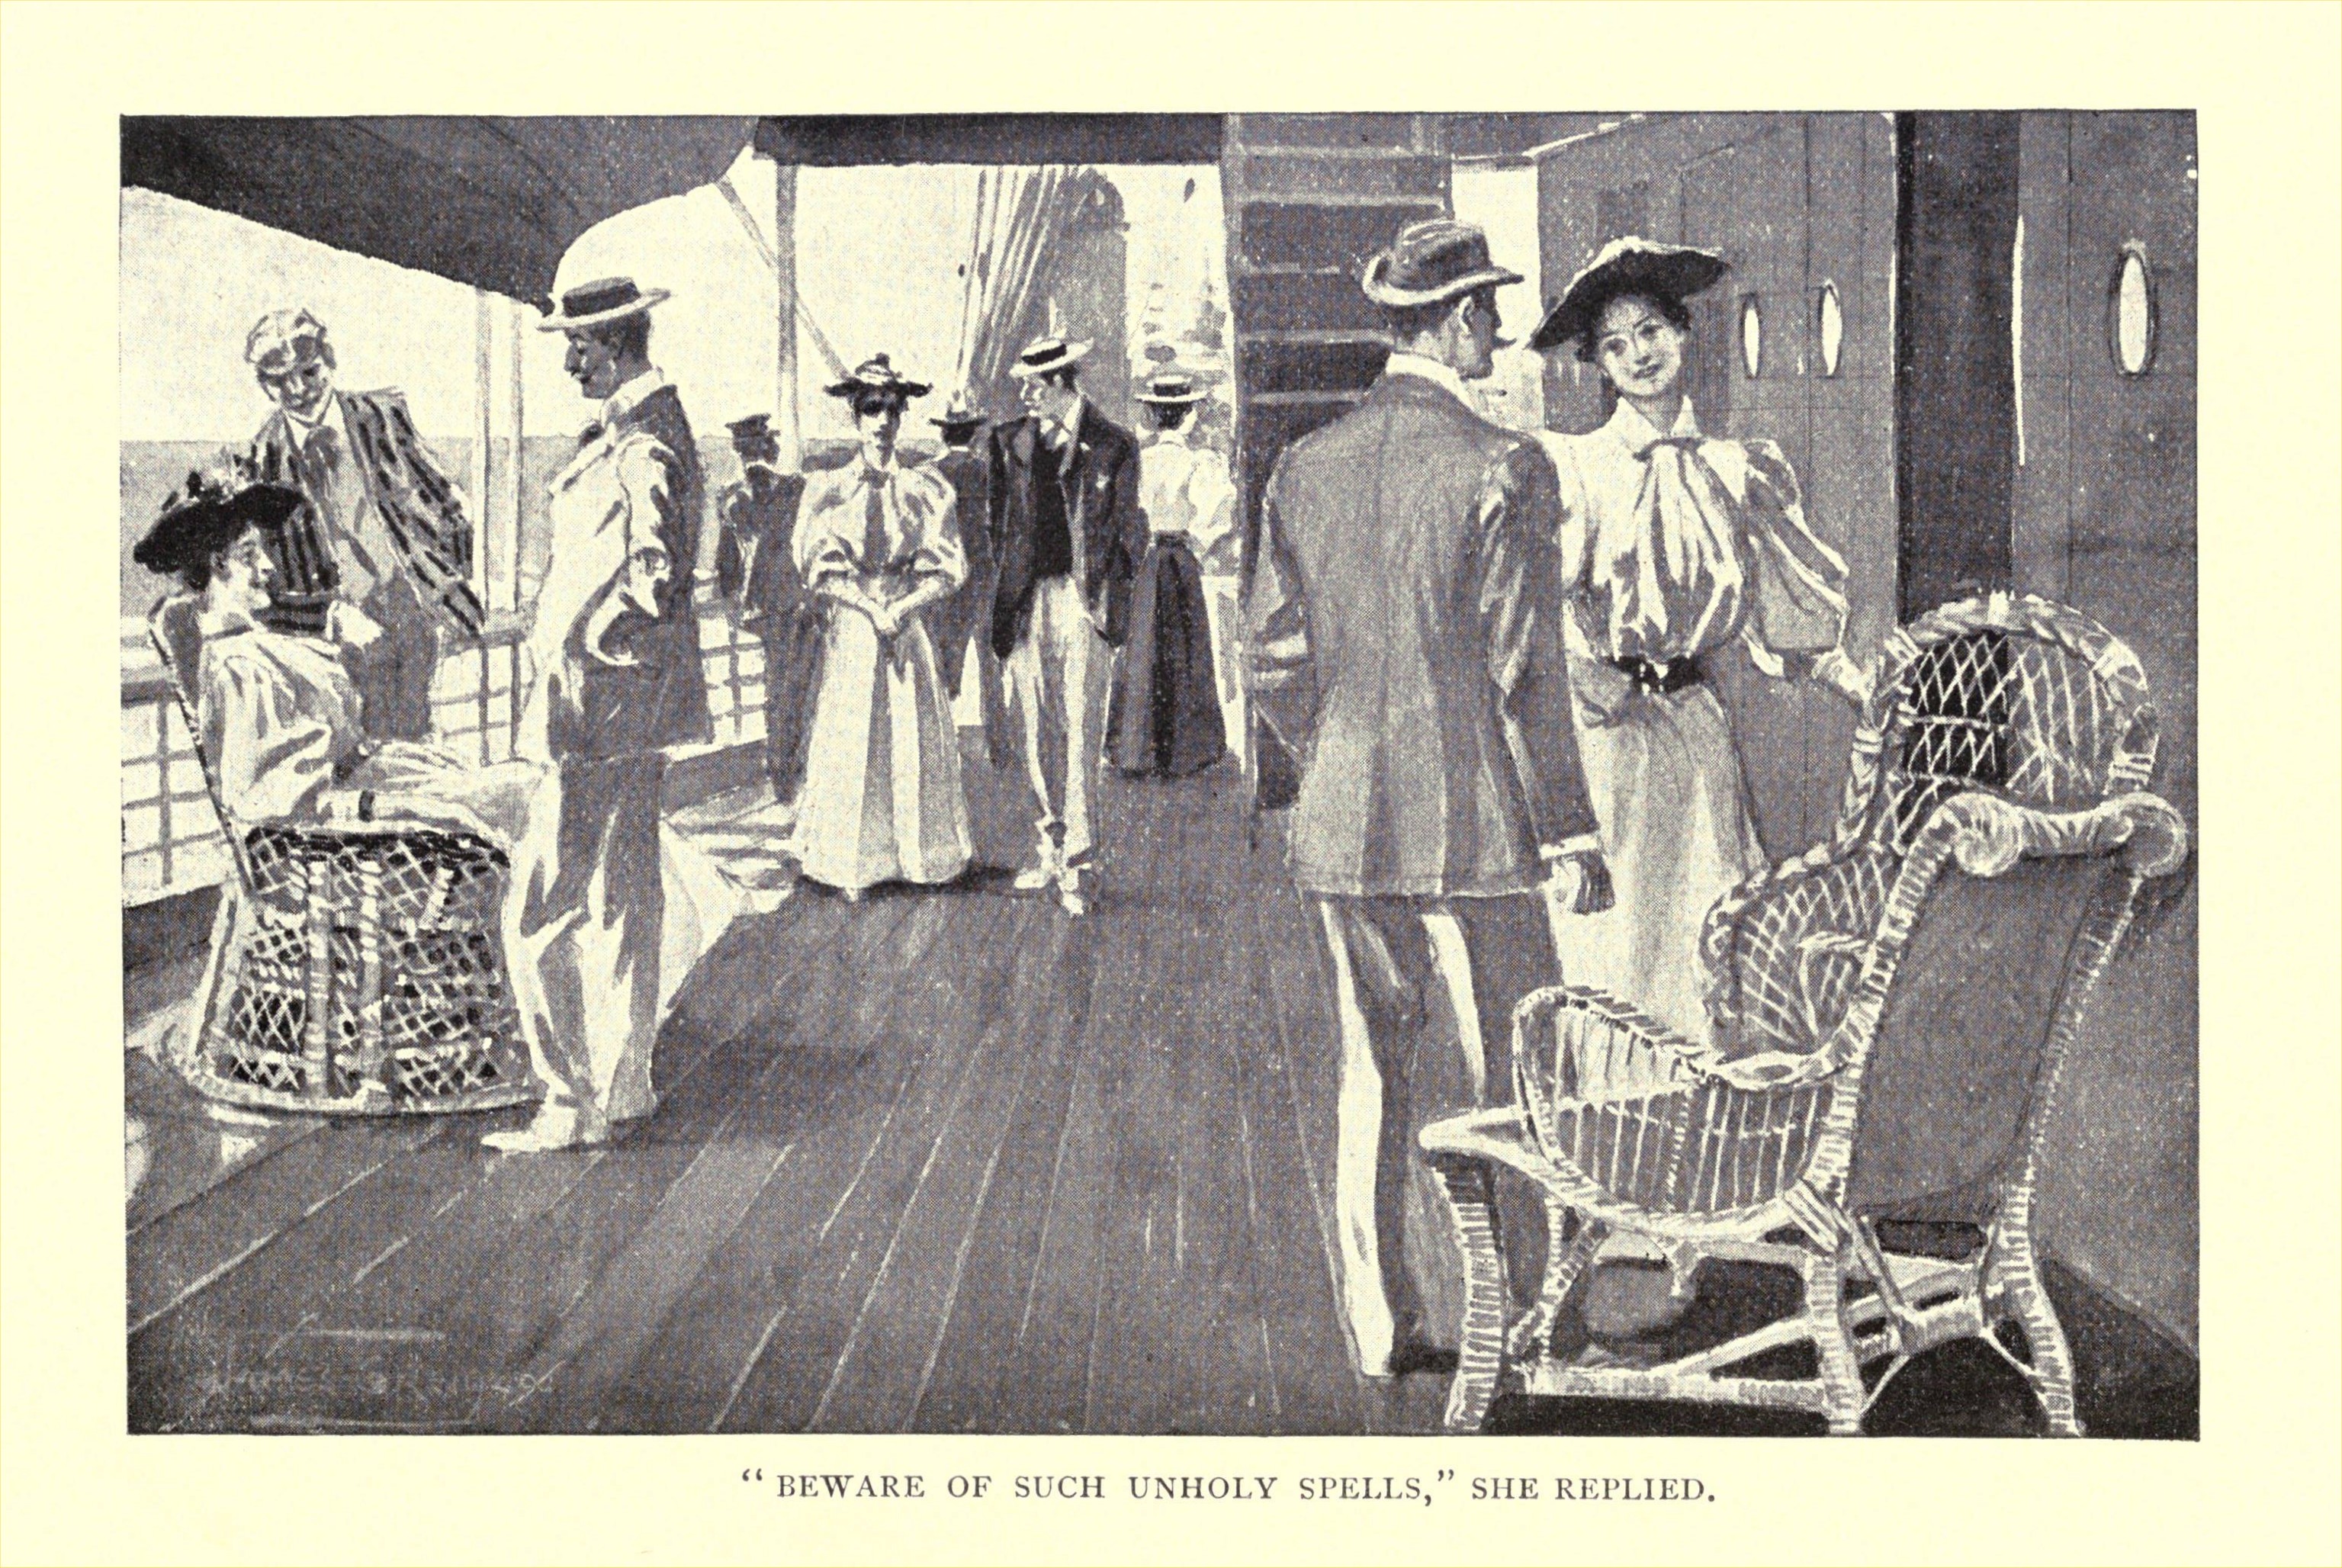 “BEWARE OF SUCH UNHOLY SPELLS,” SHE REPLIED.